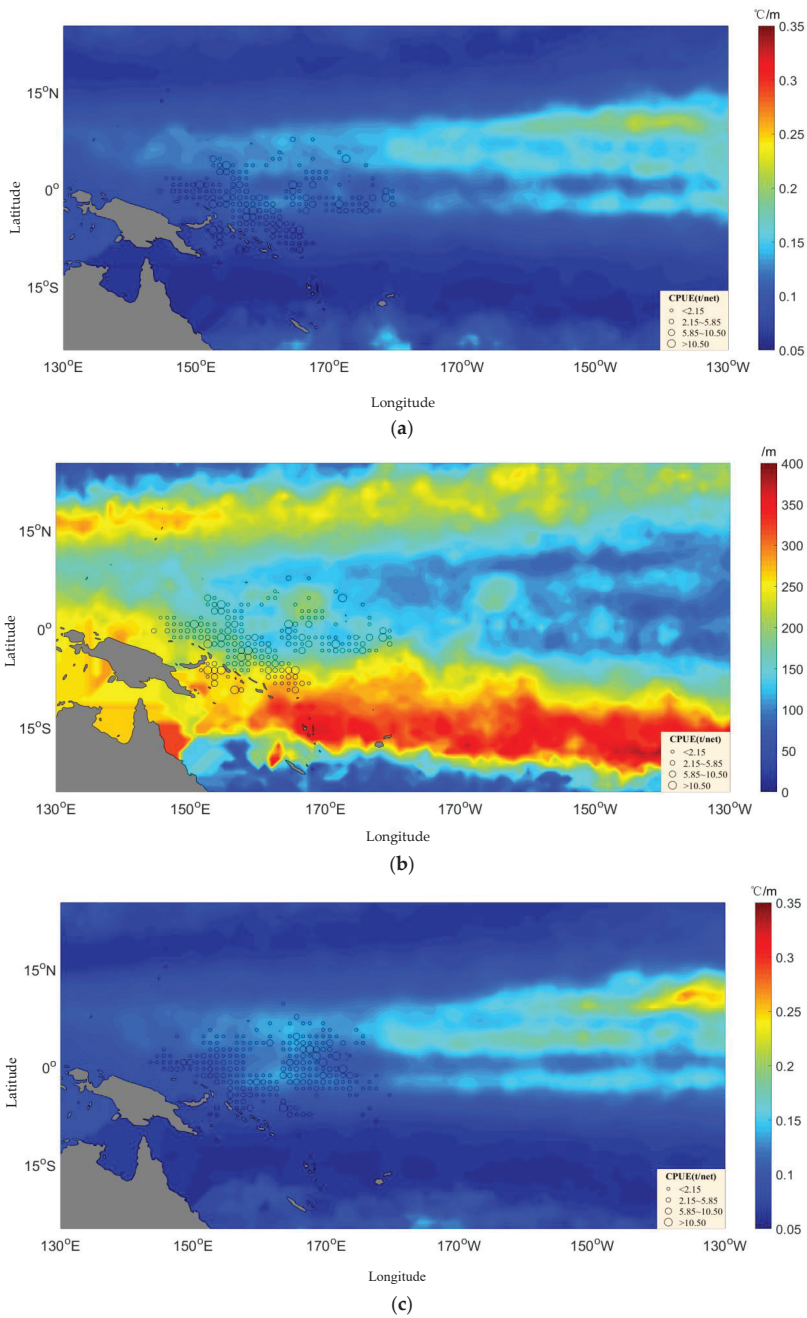 ℃/m
0.35
15°N
0.3
0.25
Latitude
0°
0.2
0.15
15°S
CPUE(t/net)
<2.15
2.15~5.85
5.85~10.50
>10.50
0.1
0.05
130°E
150°E
170°E
170°W
150°W
130°W
Longitude
(a)
/m
400
350
15°N
300
250
Latitude
0°
200
150
15°S
100
CPUE(t/net)
<2.15
2.15~5.85
5.85~10.50
>10.50
50
0
130°E
150°E
170°E
170°W
150°W
130°W
Longitude
(b)
℃/m
0.35
15°N
0.3
0.25
Latitude
0°
0.2
0.15
15°S
CPUE(t/net)
<2.15
2.15~5.85
5.85~10.50
>10.50
0.1
0.05
130°E
150°E
170°E
170°W
150°W
130°W
Longitude
(c)